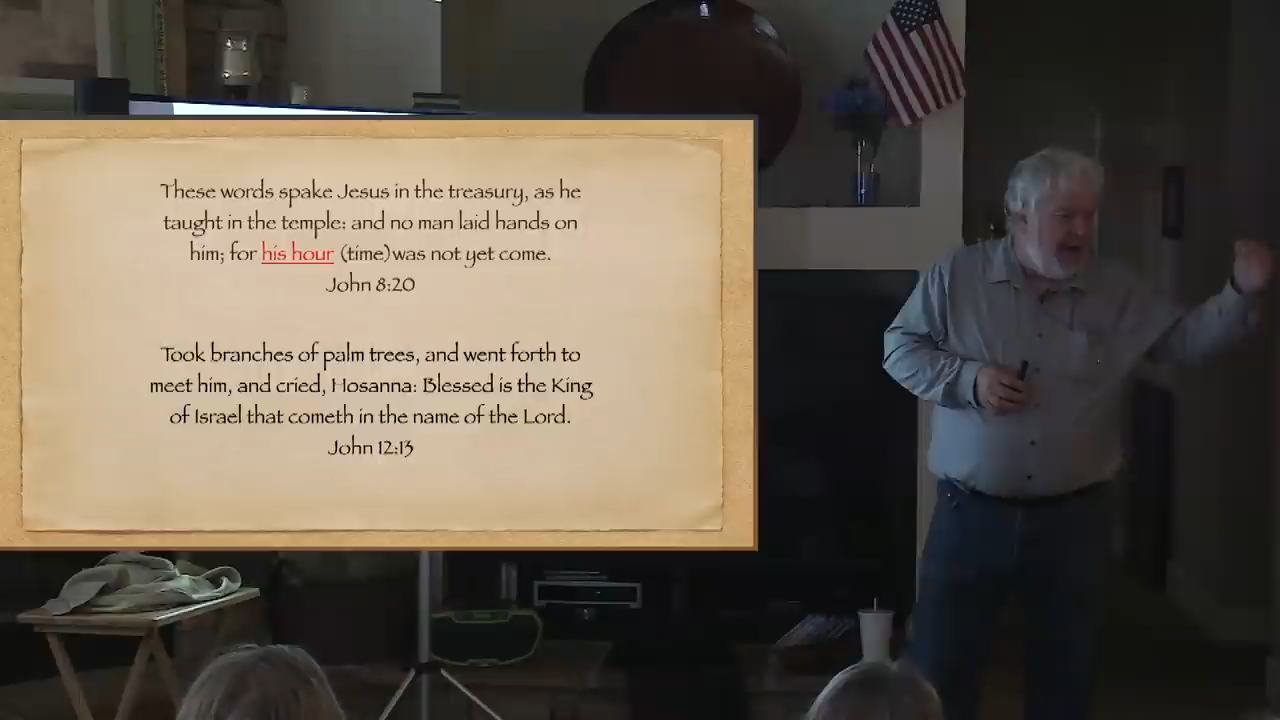 These words spake Jesus in the treasury, as he
taught in the temple: and no man laid hands on
him; for his hour (time)was not yet come.
John 8:20
Took branches of palm trees, and went forth to
meet him, and cried, Hosanna: Blessed is the King
of Israel that cometh in the name of the Lord.
John 12:13